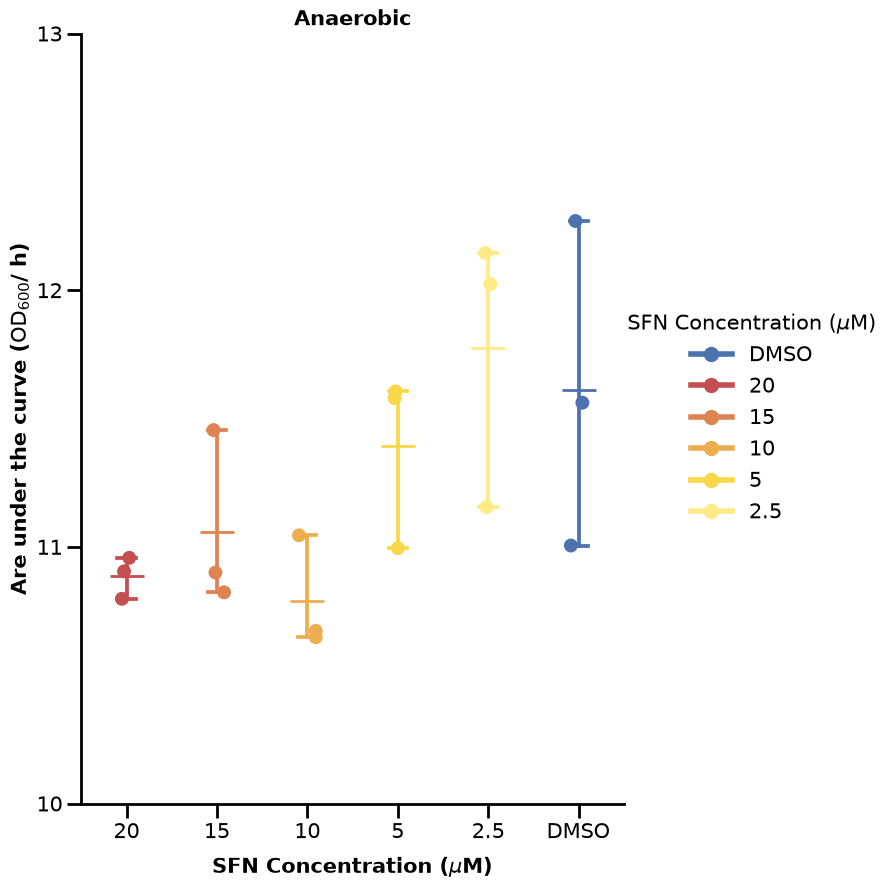 Anaerobic
13
12
11
10
Are under the curve (OD₆₀₀/ h)
20 15 10 5 2.5 DMSO
SFN Concentration (μM)
SFN Concentration (μM)
DMSO
20
15
10
5
2.5